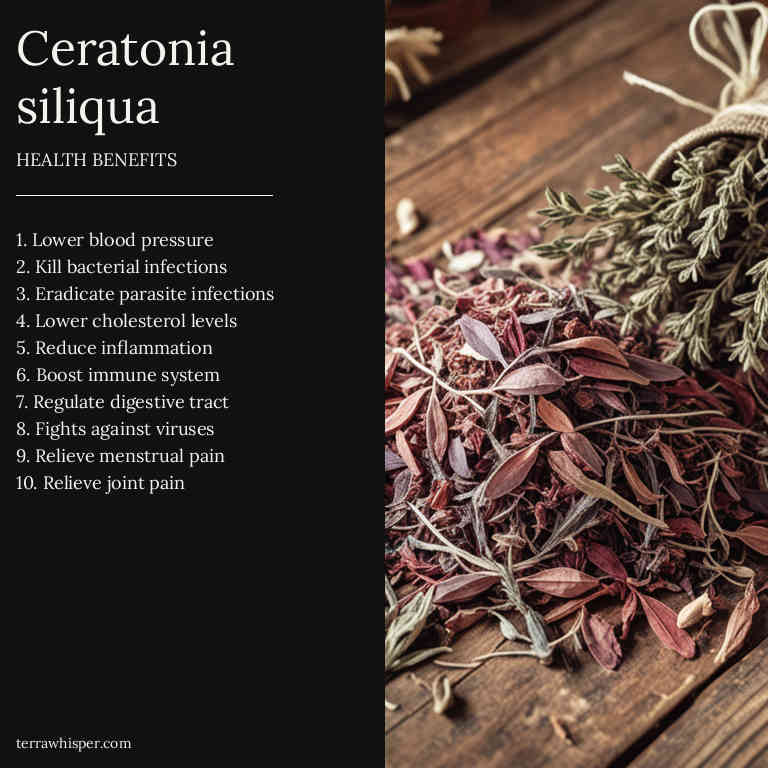 Ceratonia
siliqua
HEALTH BENEFITS
1. Lower blood pressure
2. Kill bacterial infections
3. Eradicate parasite infections
4. Lower cholesterol levels
5. Reduce inflammation
6. Boost immune system
7. Regulate digestive tract
8. Fights against viruses
9. Relieve menstrual pain
10. Relieve joint pain
terrawhisper.com